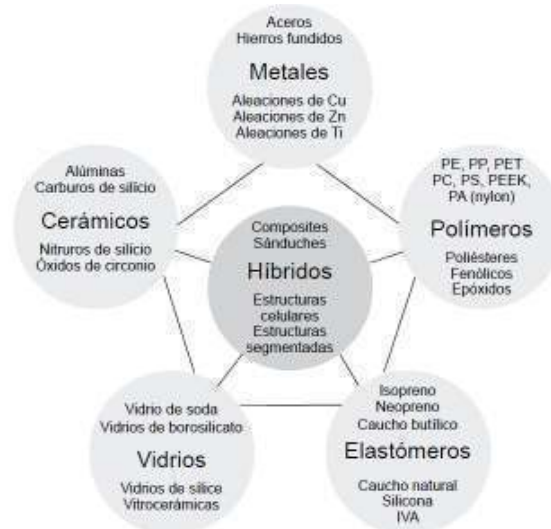 Aceros
Hierros fundidos
Metales
Aleaciones de Cu
Aleaciones de Zn
Aleaciones de Ti
Alúminas
Carburos de silício
Cerámicos
Nitruros de silício
Óxidos de circonio
PE, PP, PET
PC, PS, PEEK,
PA (nylon)
Polímeros
Poliésteres
Fenólicos
Epóxidos
Composites
Sánduches
Híbridos
Estructuras
celulares
Estructuras
segmentadas
Vidrio de soda
Vidrios de borosilicato
Vidrios
Vidrios de sílice
Vitrocerámicas
Isopreno
Neopreno
Caucho butílico
Elastómeros
Caucho natural
Silicona
IVA